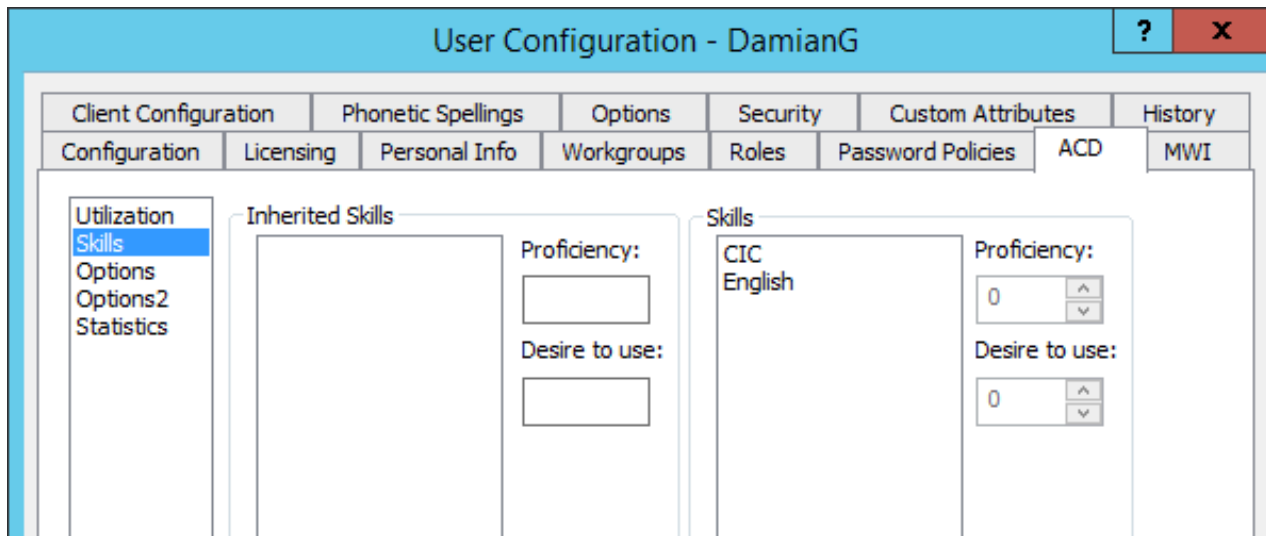 User Configuration - DamianG ? x
Client Configuration Phonetic Spellings Options Security Custom Attributes History
Configuration Licensing Personal Info Workgroups Roles Password Policies ACD MWI
Utilization
Skills
Options
Options2
Statistics
Inherited Skills
Proficiency:
Desire to use:
Skills
CIC
English
Proficiency:
0
Desire to use:
0